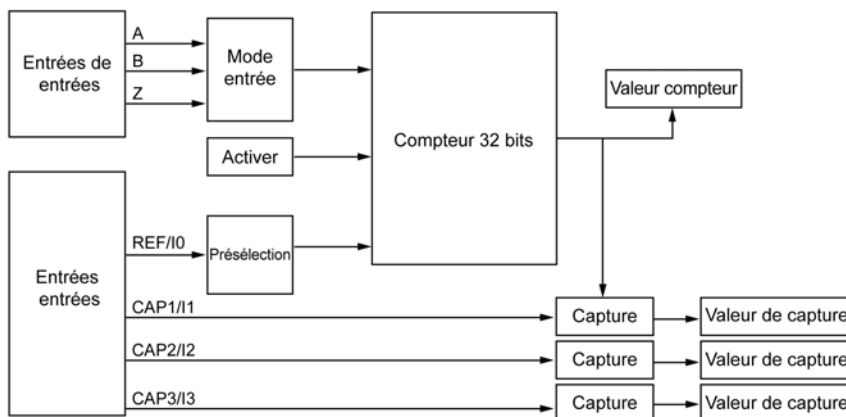 Entrées de
entrées
A
B
Z
Mode
entrée
Activer
Compteur 32 bits
Valeur compteur
Entrées
entrées
REF/I0
Présélection
CAP1/I1
Capture
Valeur de capture
CAP2/I2
Capture
Valeur de capture
CAP3/I3
Capture
Valeur de capture